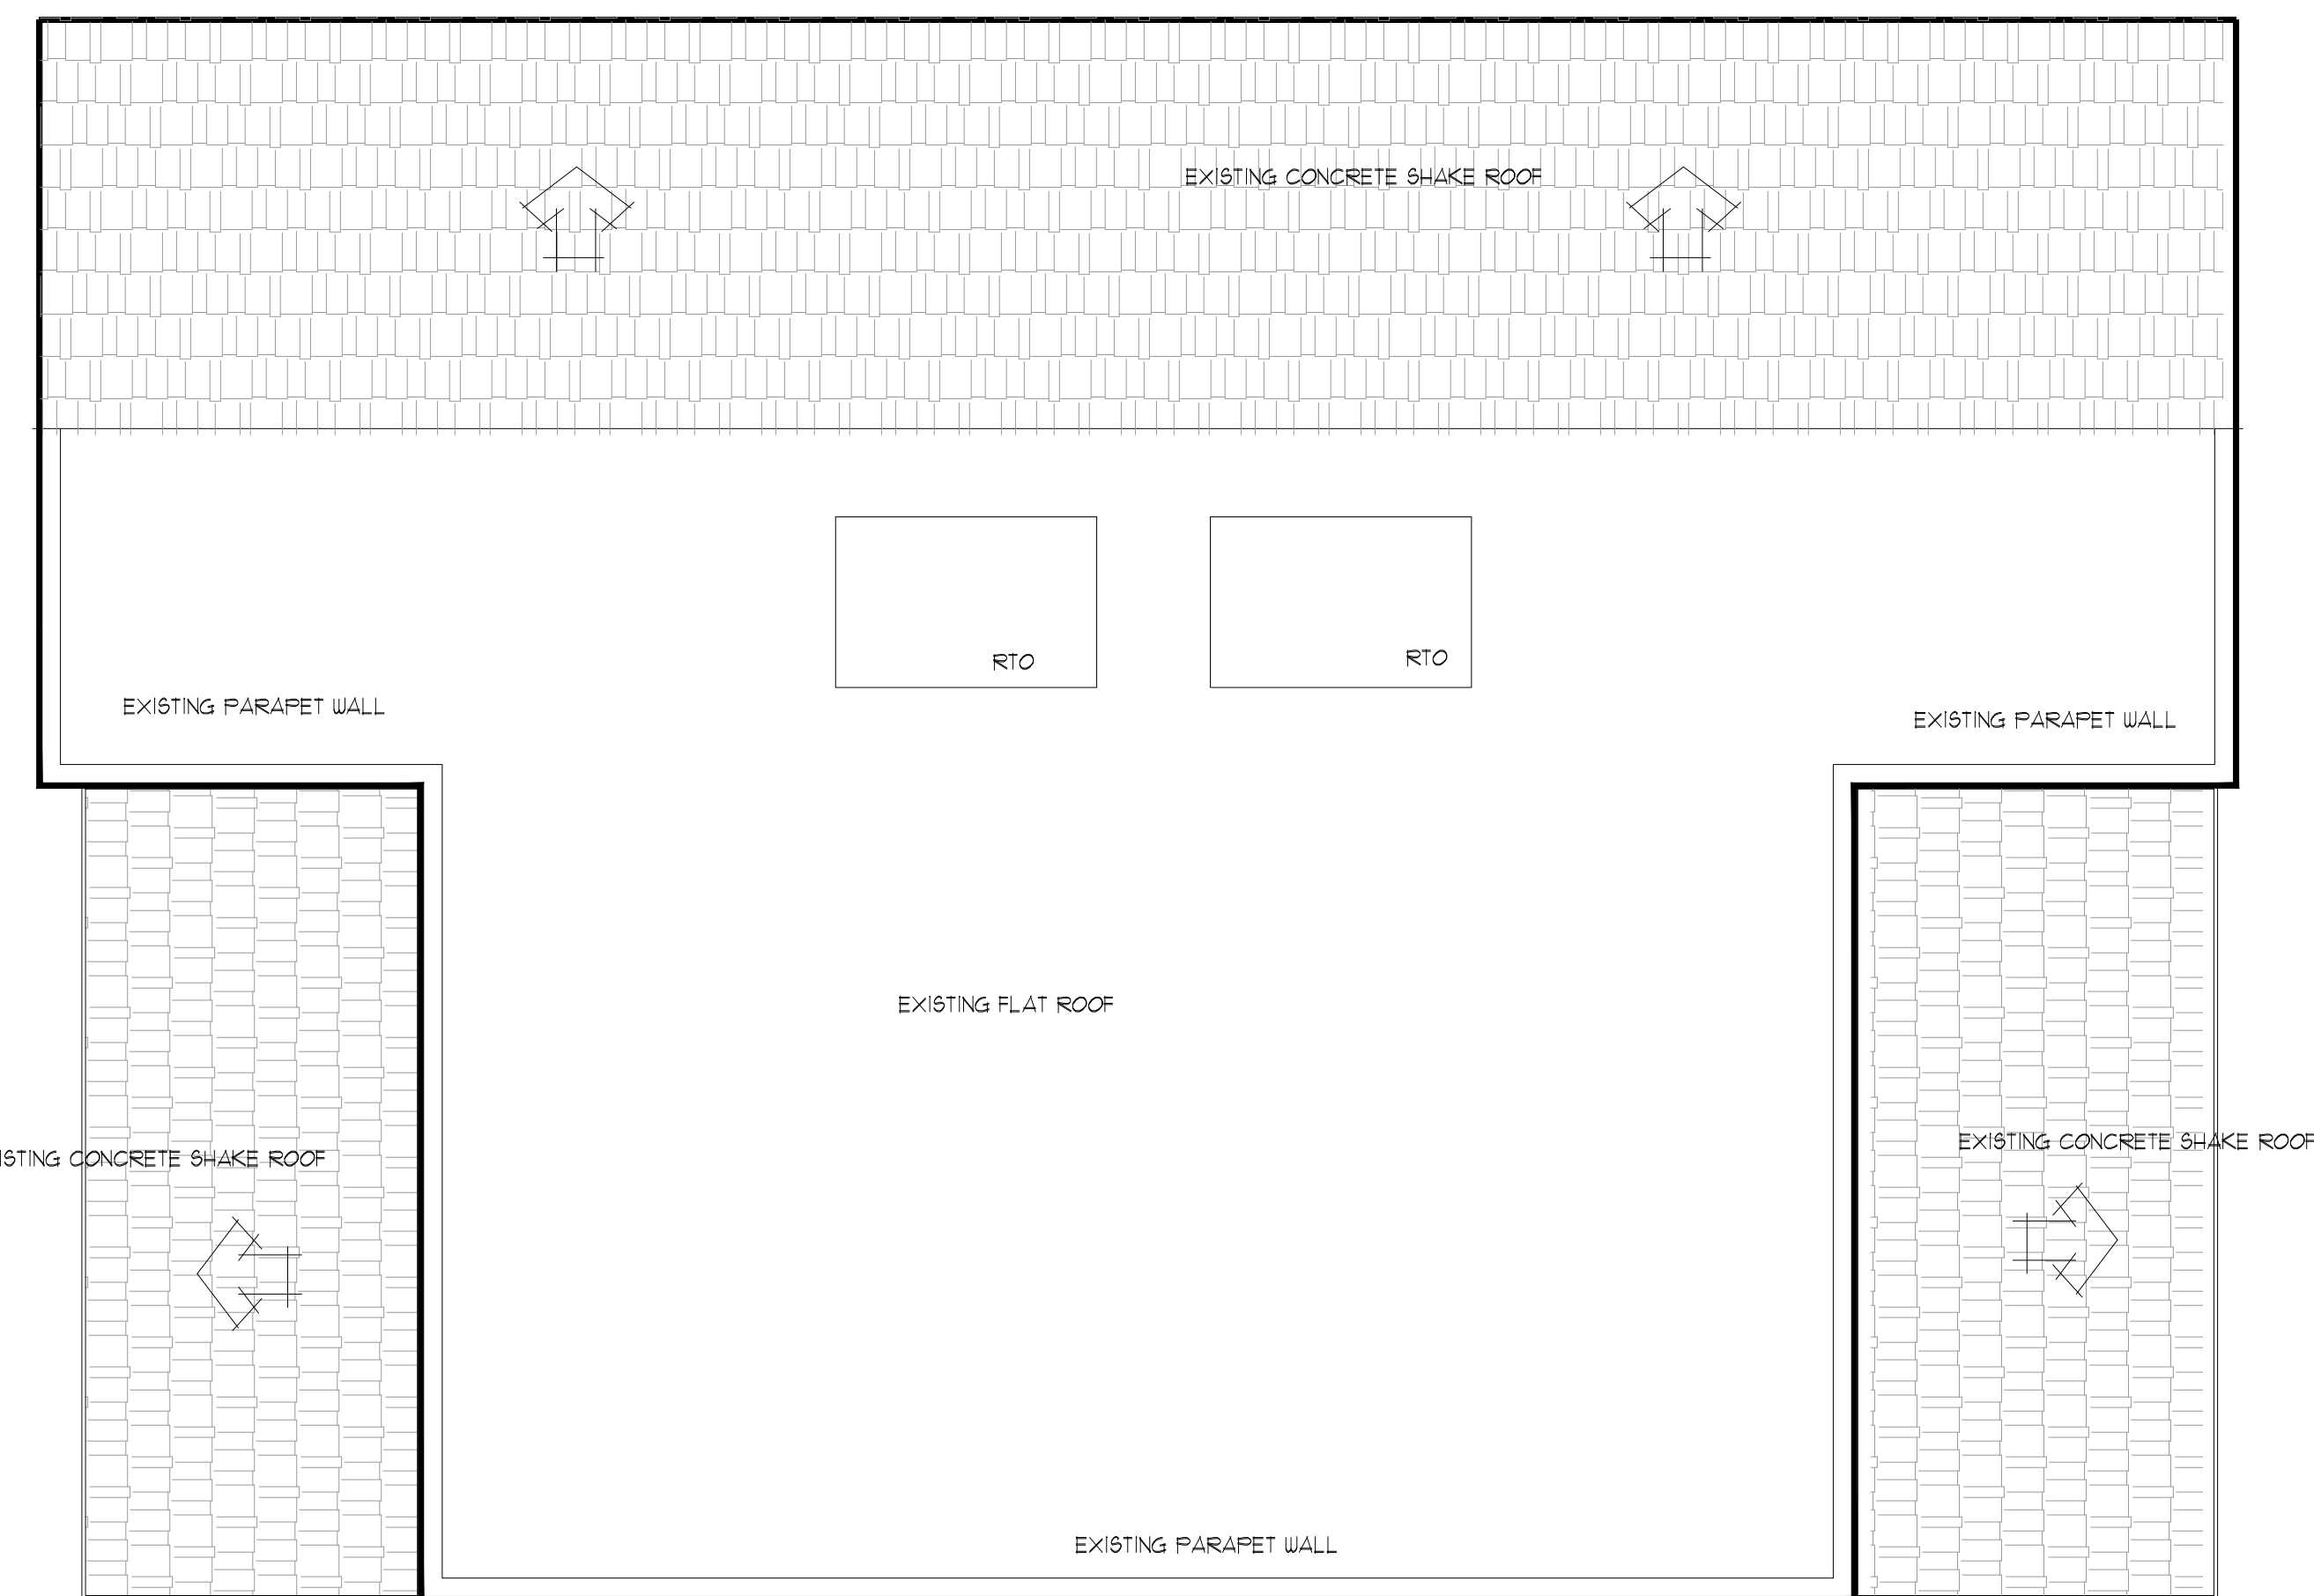 EXISTING CONCRETE SHAKE ROOF
RTO
RTO
EXISTING PARAPET WALL
EXISTING PARAPET WALL
EXISTING FLAT ROOF
ISTING CONCRETE SHAKE ROOF
EXISTING CONCRETE SHAKE ROOF
EXISTING PARAPET WALL